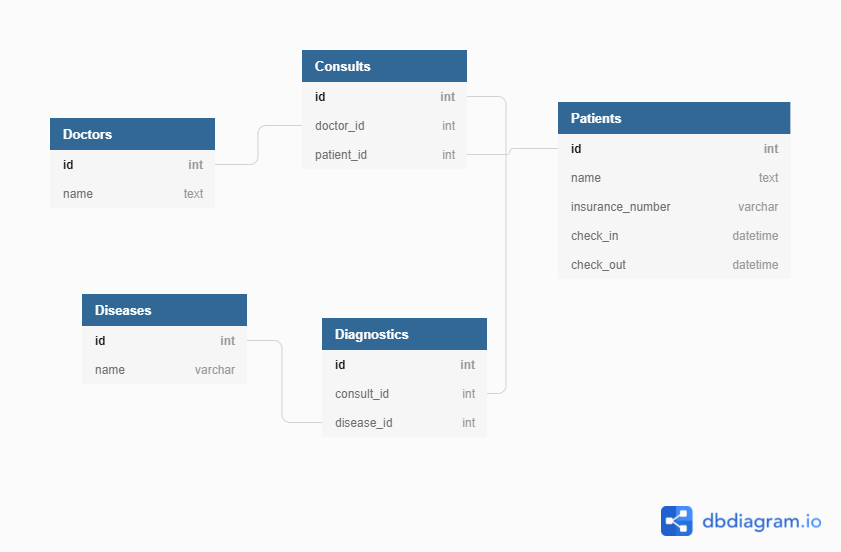 Doctors
id int
name text
Consults
id int
doctor_id int
patient_id int
Patients
id int
name text
insurance_number varchar
check_in datetime
check_out datetime
Diseases
id int
name varchar
Diagnostics
id int
consult_id int
disease_id int
dbdiagram.io